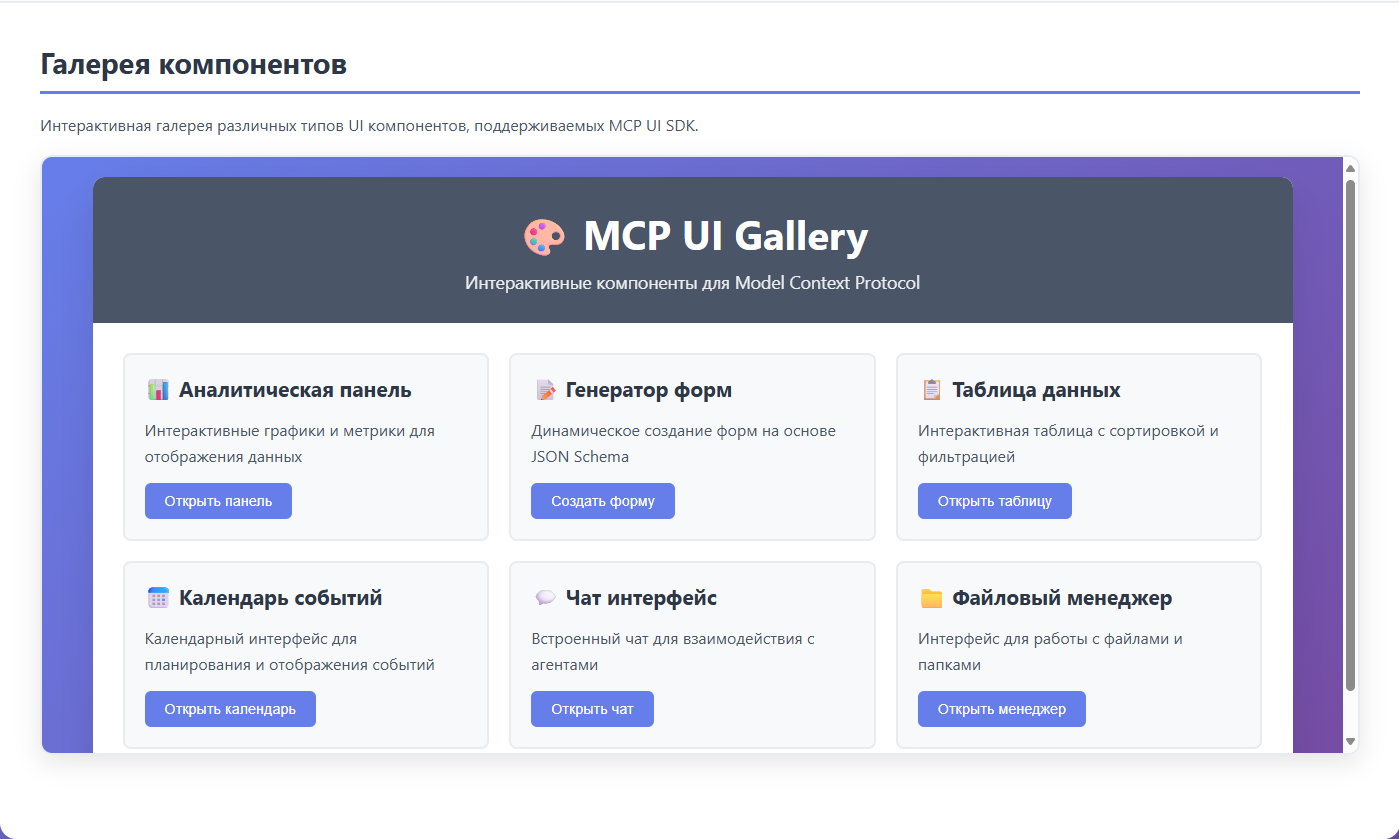 Галерея компонентов
Интерактивная галерея различных типов UI компонентов, поддерживаемых MCP UI SDK.
MCP UI Gallery
Интерактивные компоненты для Model Context Protocol
Аналитическая панель
Интерактивные графики и метрики для
отображения данных
Открыть панель
Генератор форм
Динамическое создание форм на основе
JSON Schema
Создать форму
Таблица данных
Интерактивная таблица с сортировкой и
фильтрацией
Открыть таблицу
Календарь событий
Календарный интерфейс для
планирования и отображения событий
Открыть календарь
Чат интерфейс
Встроенный чат для взаимодействия с
агентами
Открыть чат
Файловый менеджер
Интерфейс для работы с файлами и
папками
Открыть менеджер